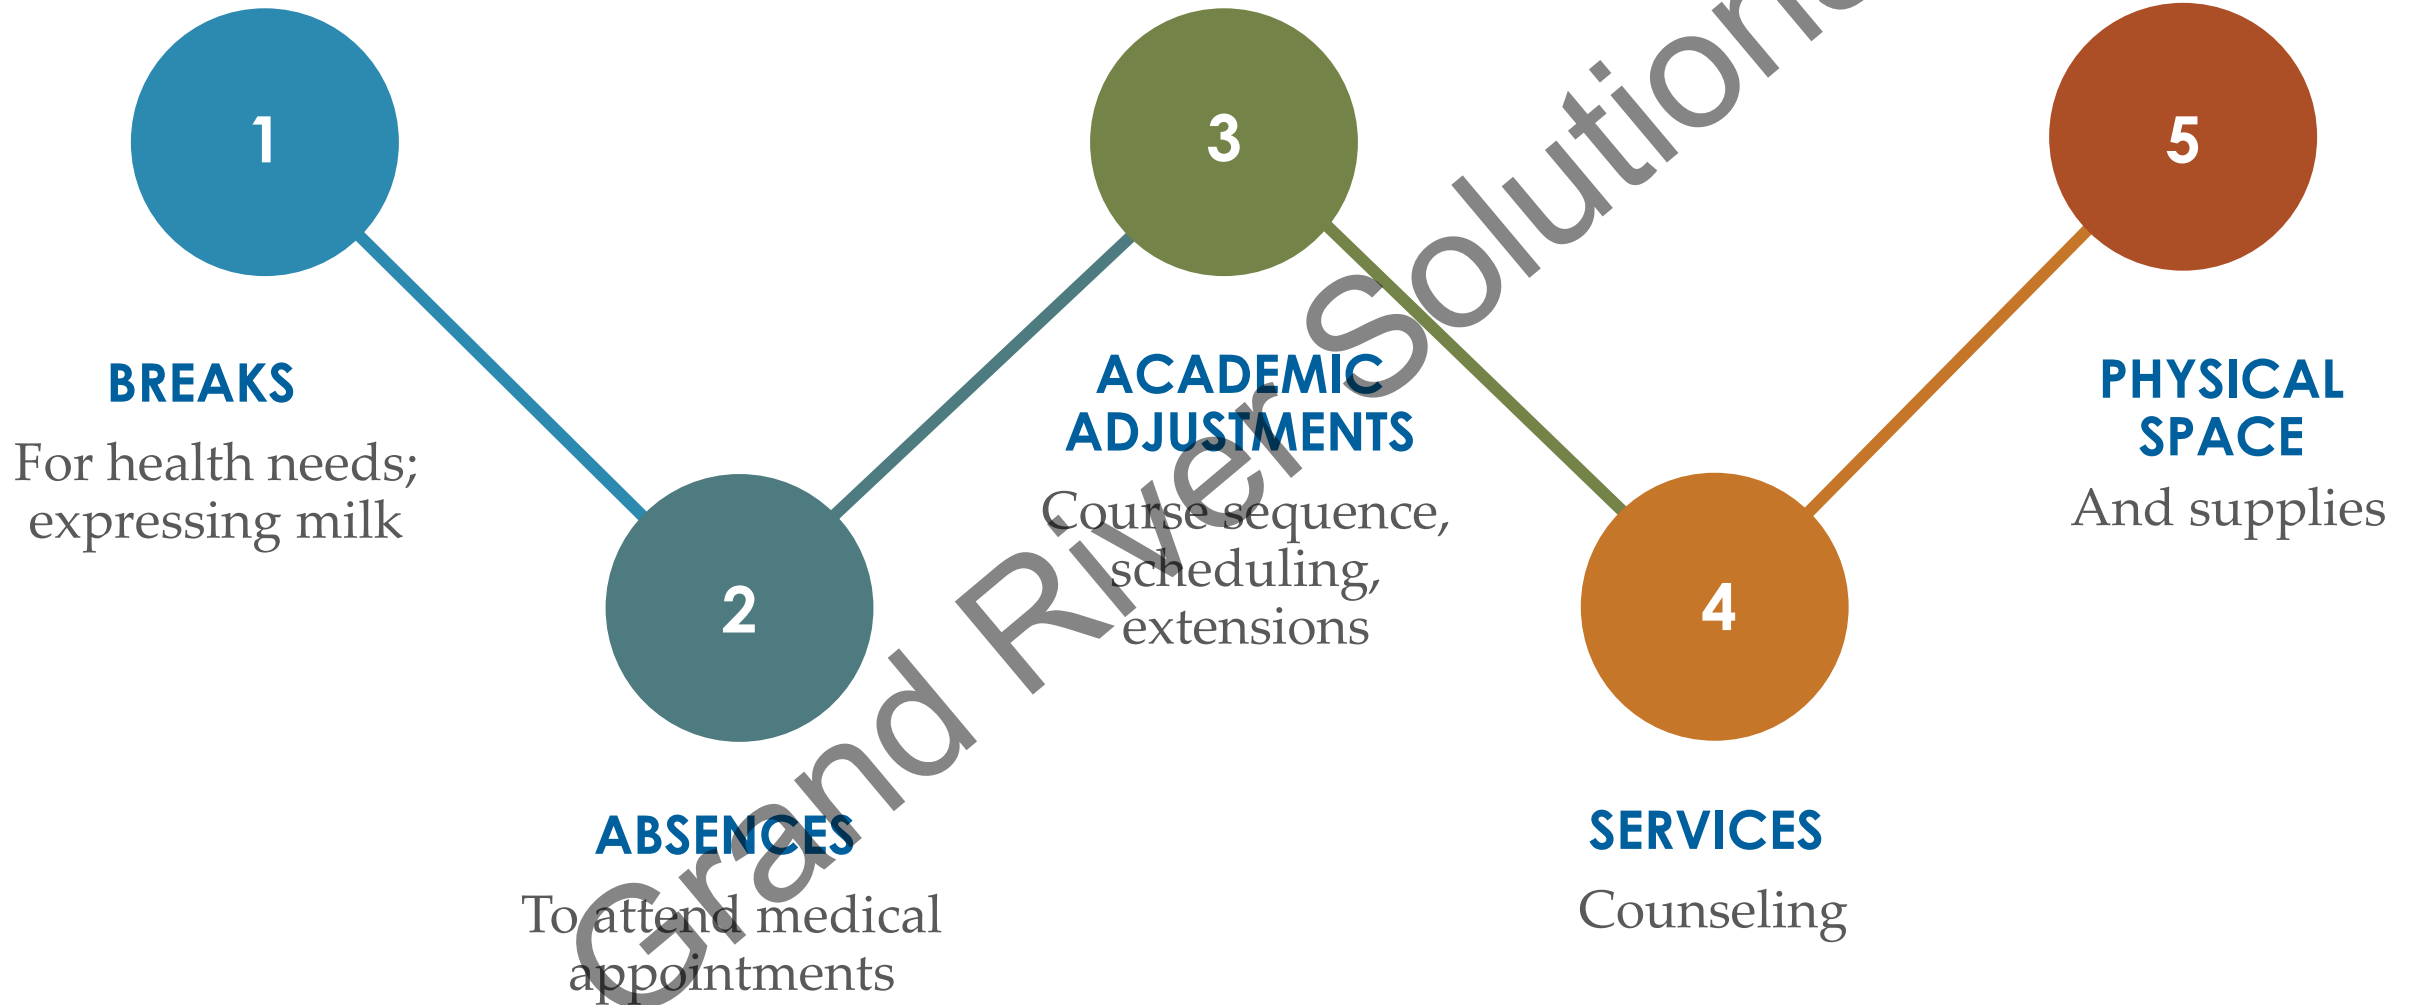 1
BREAKS
For health needs;
expressing milk
2
ABSENCES
To attend medical
appointments
3
ACADEMIC
ADJUSTMENTS
Course sequence,
scheduling,
extensions
4
SERVICES
Counseling
5
PHYSICAL
SPACE
And supplies
Grand River Solution